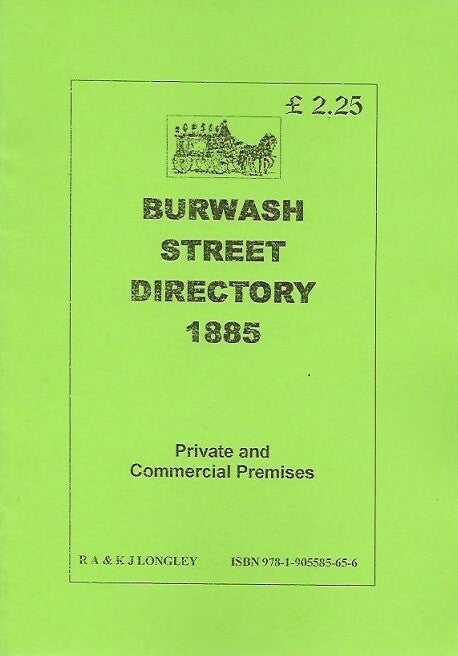 £ 2.25
BURWASH
STREET
DIRECTORY
1885
Private and
Commercial Premises
R A & K J LONGLEY ISBN 978-1-905585-65-6